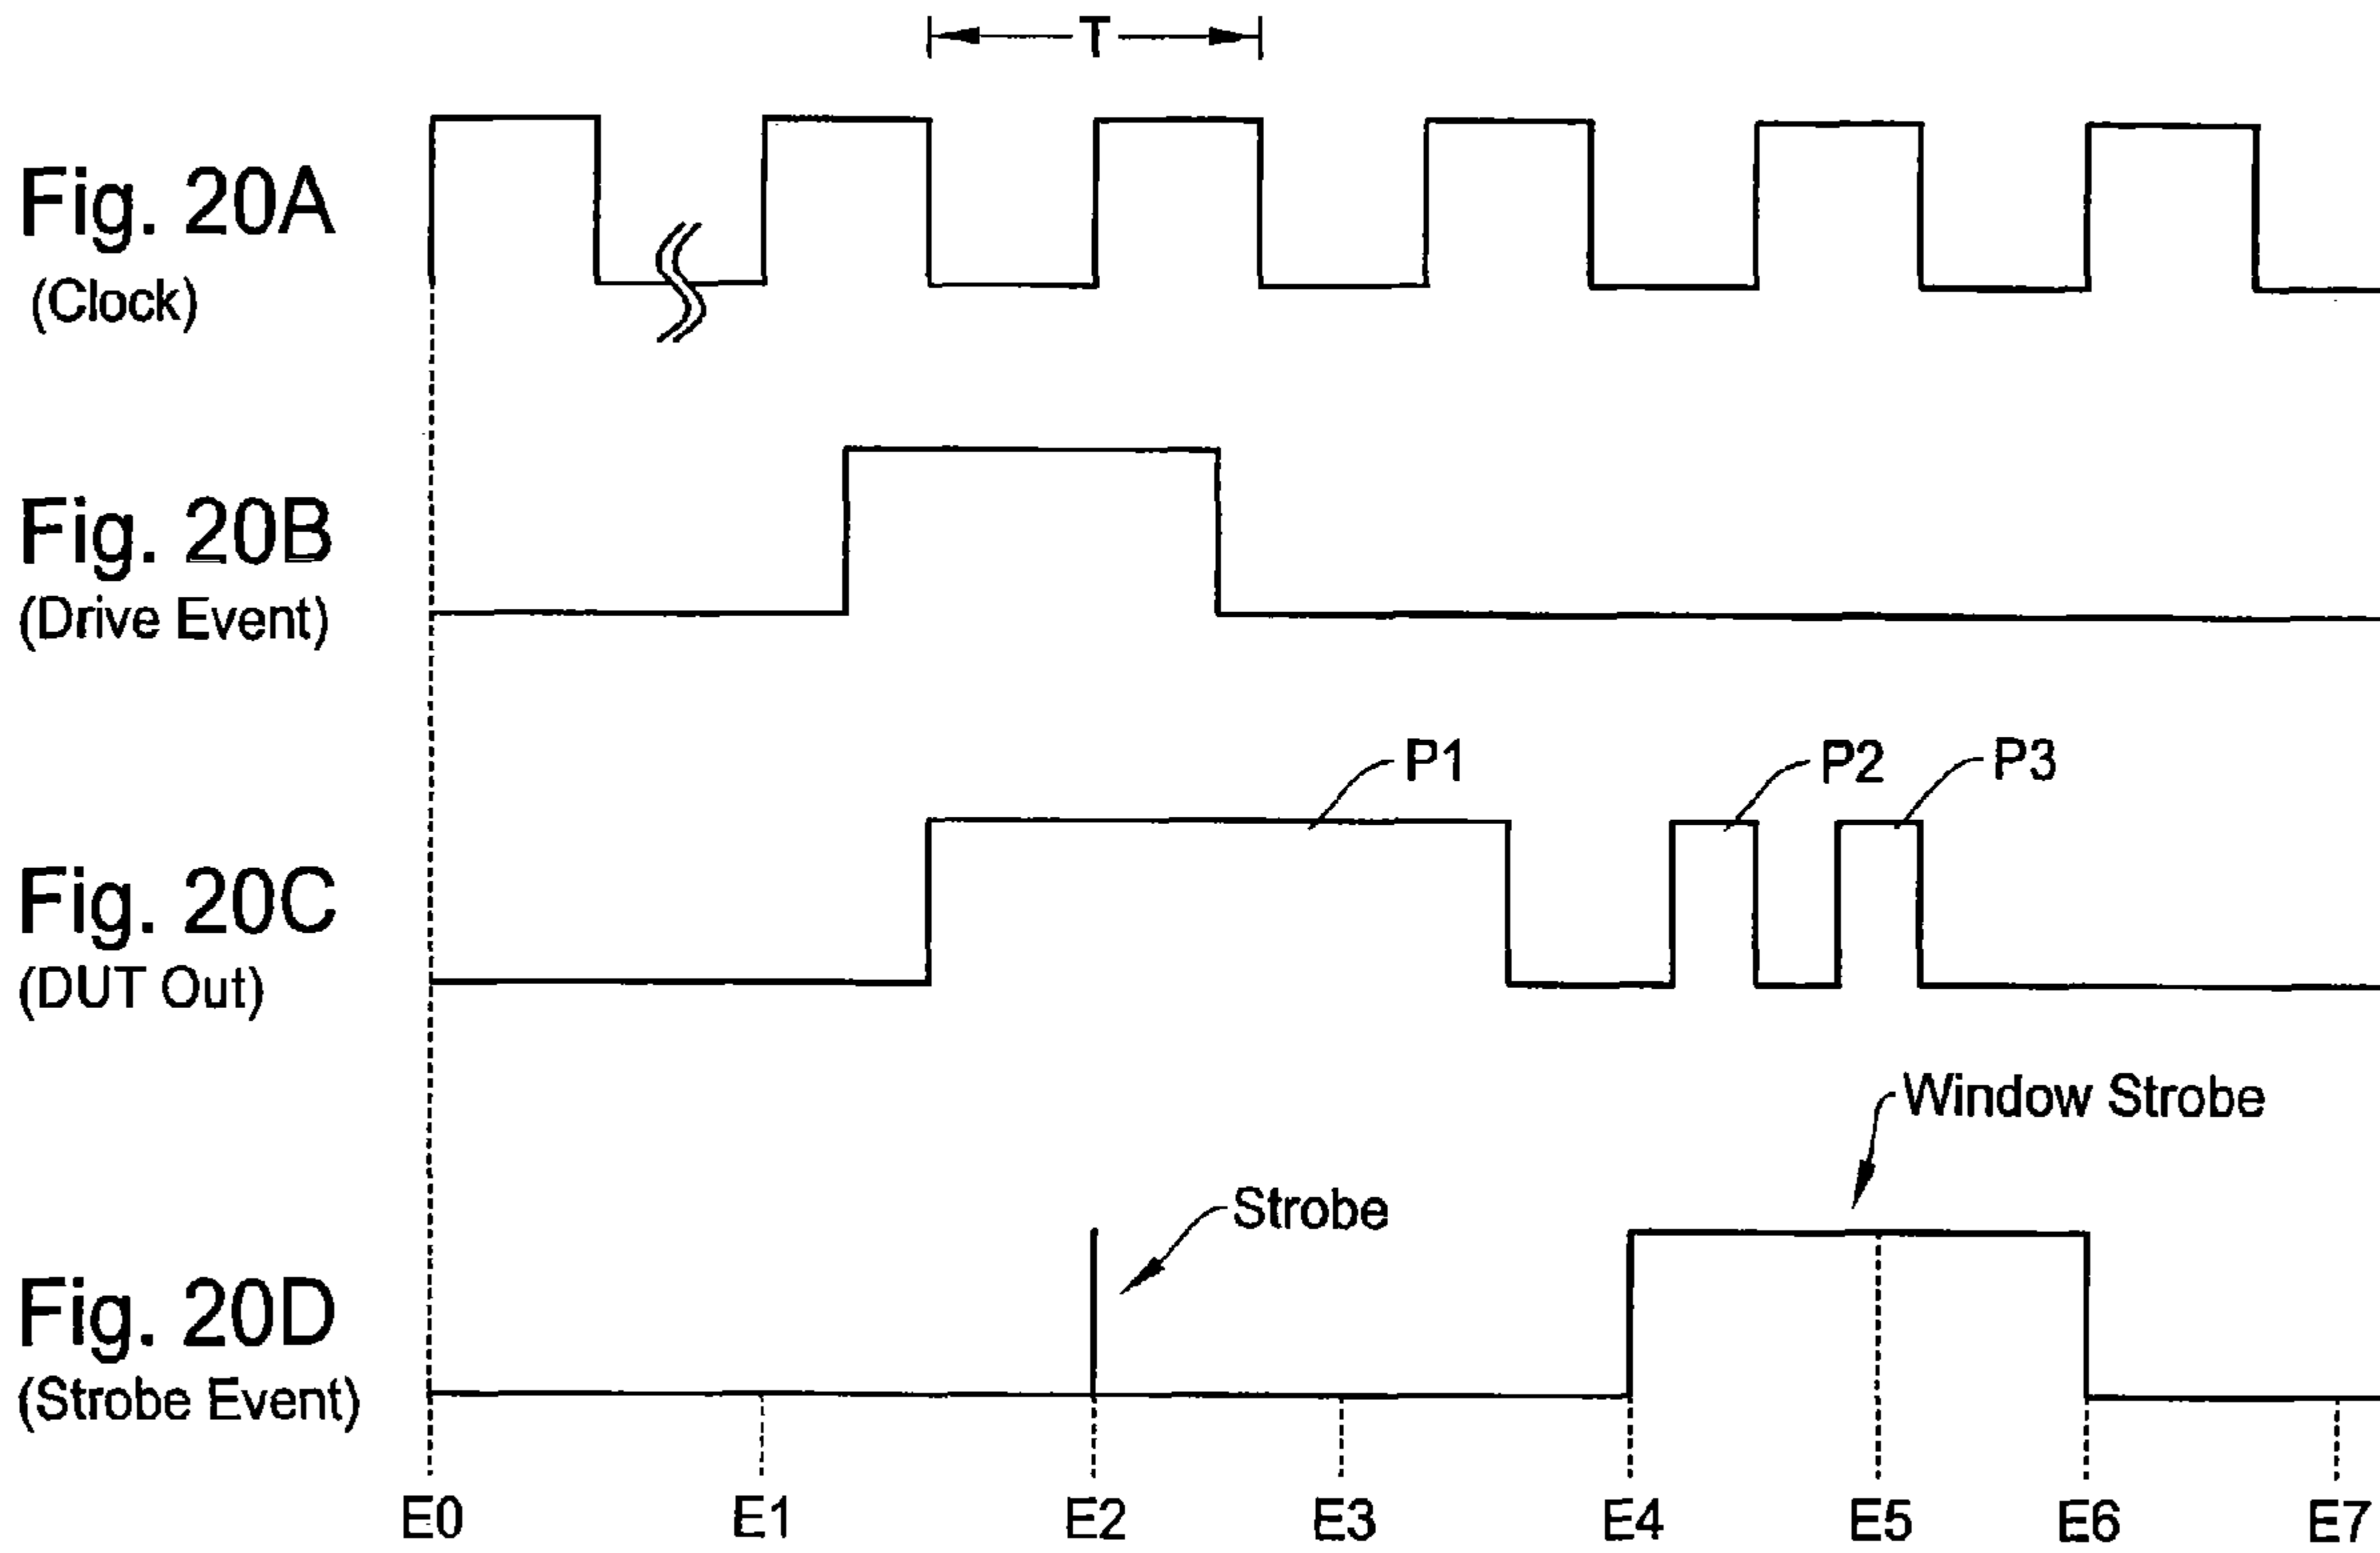 T
Fig. 20A
(Clock)
Fig. 20B
(Drive Event)
P1
P2
P3
Fig. 20C
(DUT Out)
Window Strobe
Strobe
Fig. 20D
(Strobe Event)
E0 E1 E2 E3 E4 E5 E6 E7